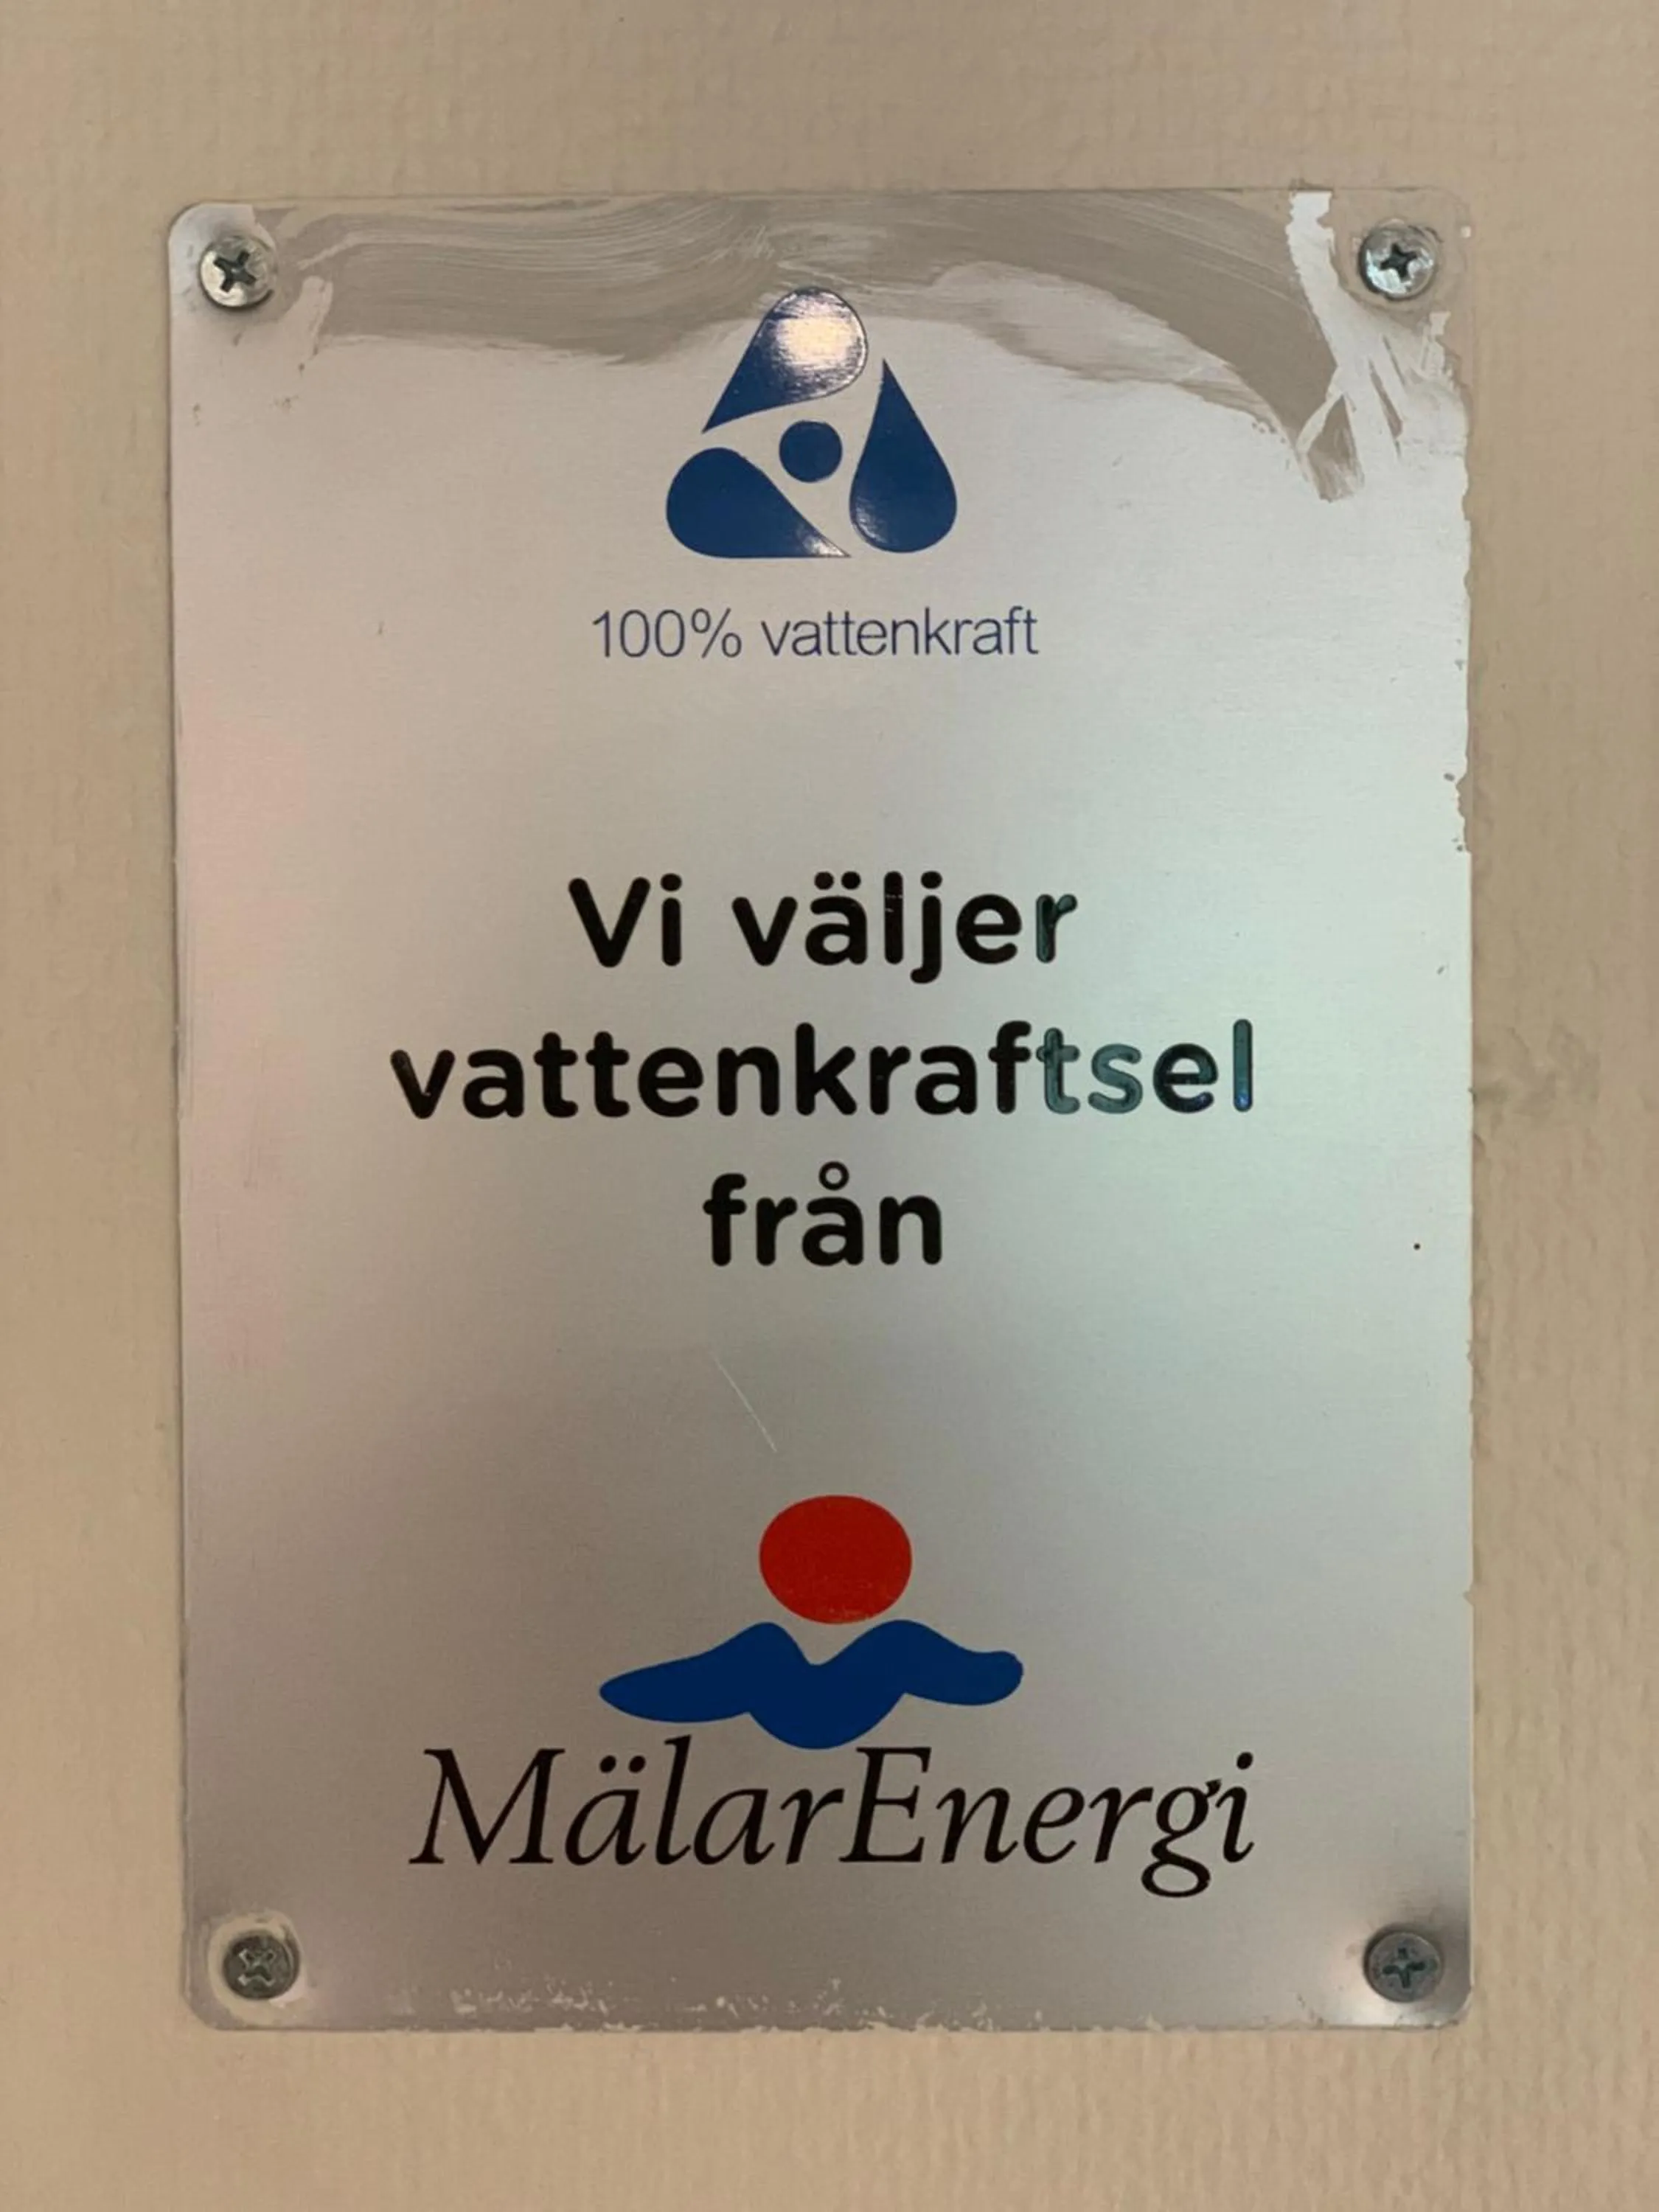 100% vattenkraft
Vi väljer
vattenkraftsel
från
MälarEnergi